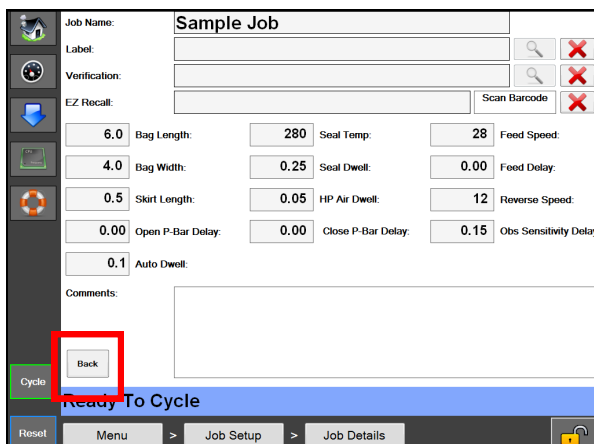 Job Name: Sample Job
Label:
Verification:
EZ Recall: Scan Barcode
6.0 Bag Length: 280 Seal Temp: 28 Feed Speed:
4.0 Bag Width: 0.25 Seal Dwell: 0.00 Feed Delay:
0.5 Skirt Length: 0.05 HP Air Dwell: 12 Reverse Speed:
0.00 Open P-Bar Delay: 0.00 Close P-Bar Delay: 0.15 Obs Sensitivity Delay
0.1 Auto Dwell:
Comments:
Back
Cycle
Ready To Cycle
Reset Menu > Job Setup > Job Details